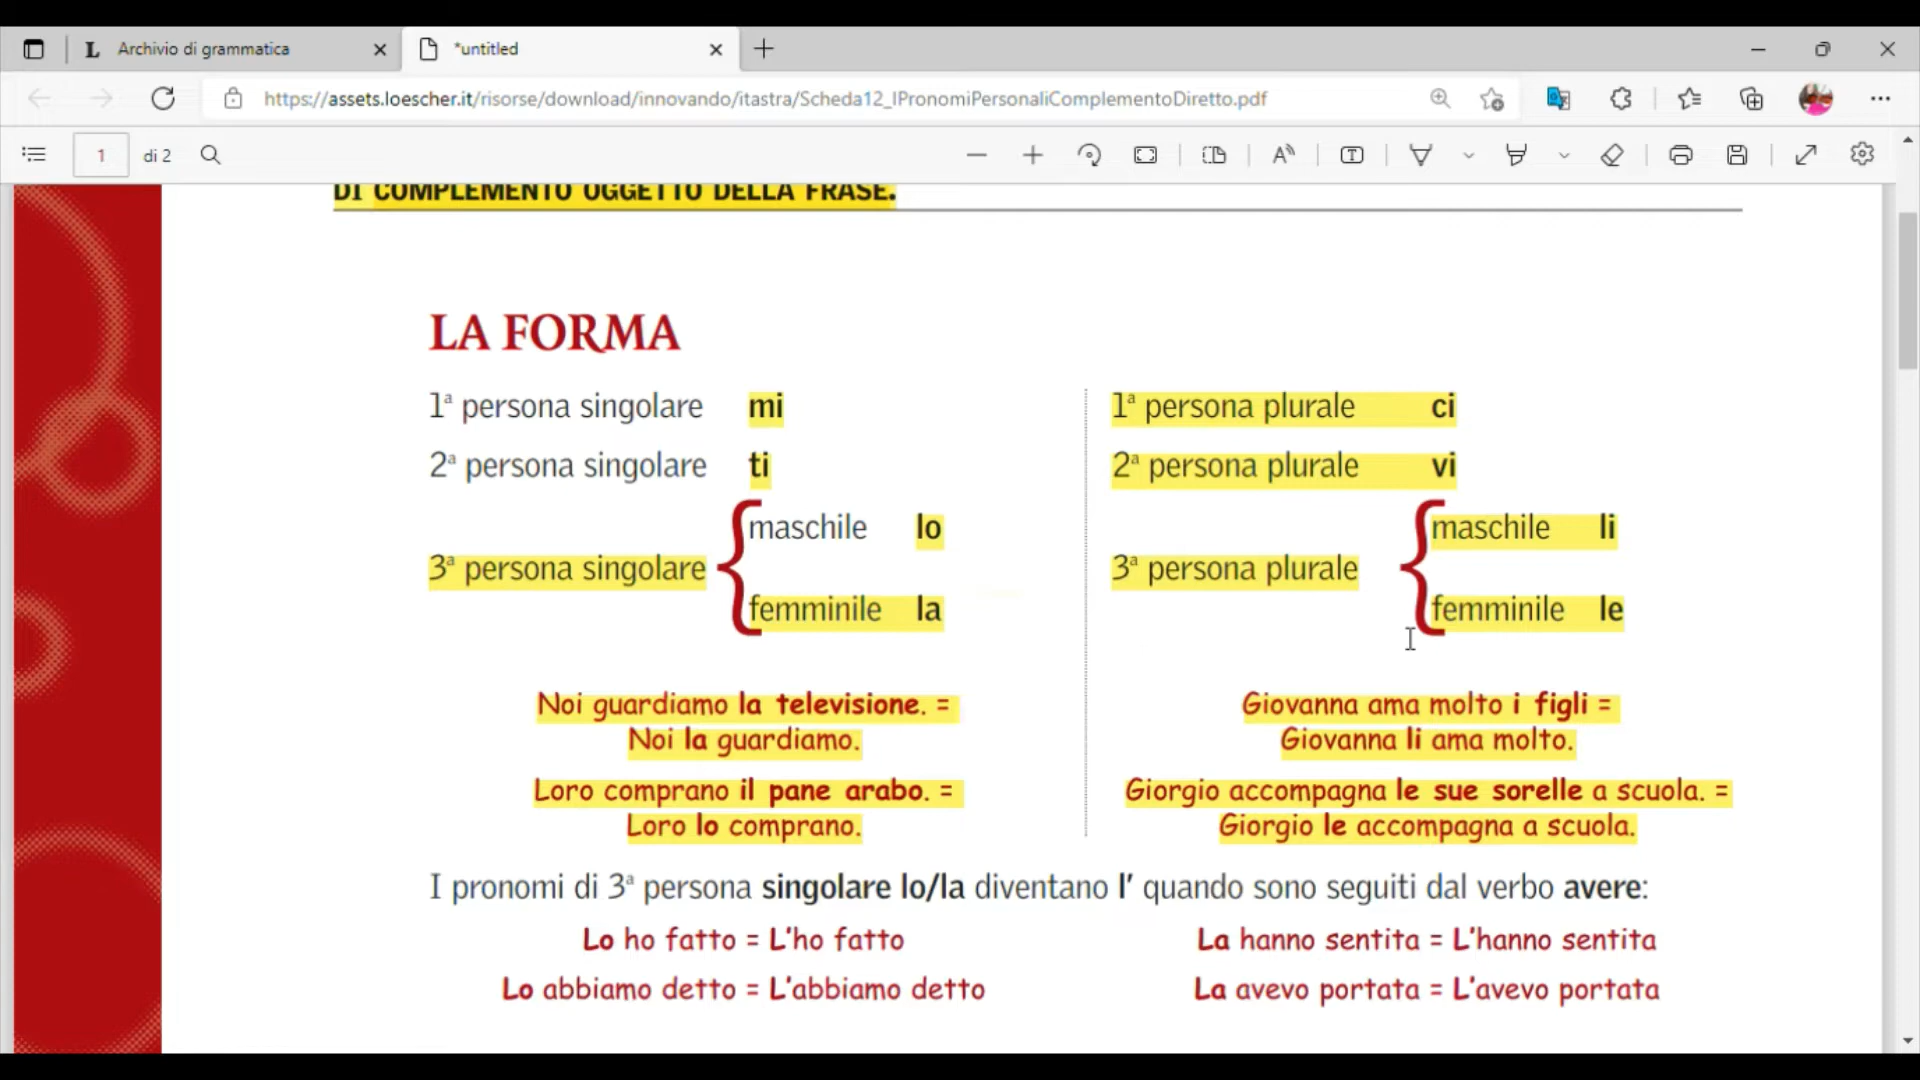 Archivio di grammatica
*untitled
https://assets.loescher.it/risorse/download/innovando/itastra/Scheda12_IPronomiPersonaliComplementoDiretto.pdf
1 di 2
DI COMPLEMENTO OGGETTO DELLA FRASE.
LA FORMA
1ª persona singolare mi
2ª persona singolare ti
3ª persona singolare
maschile lo
femminile la
1ª persona plurale ci
2ª persona plurale vi
3ª persona plurale
maschile li
femminile le
Noi guardiamo la televisione. =
Noi la guardiamo.
Loro comprano il pane arabo. =
Loro lo comprano.
Giovanna ama molto i figli =
Giovanna li ama molto.
Giorgio accompagna le sue sorelle a scuola. =
Giorgio le accompagna a scuola.
I pronomi di 3ª persona singolare lo/la diventano l' quando sono seguiti dal verbo avere:
Lo ho fatto = L'ho fatto
Lo abbiamo detto = L'abbiamo detto
La hanno sentita = L'hanno sentita
La avevo portata = L'avevo portata